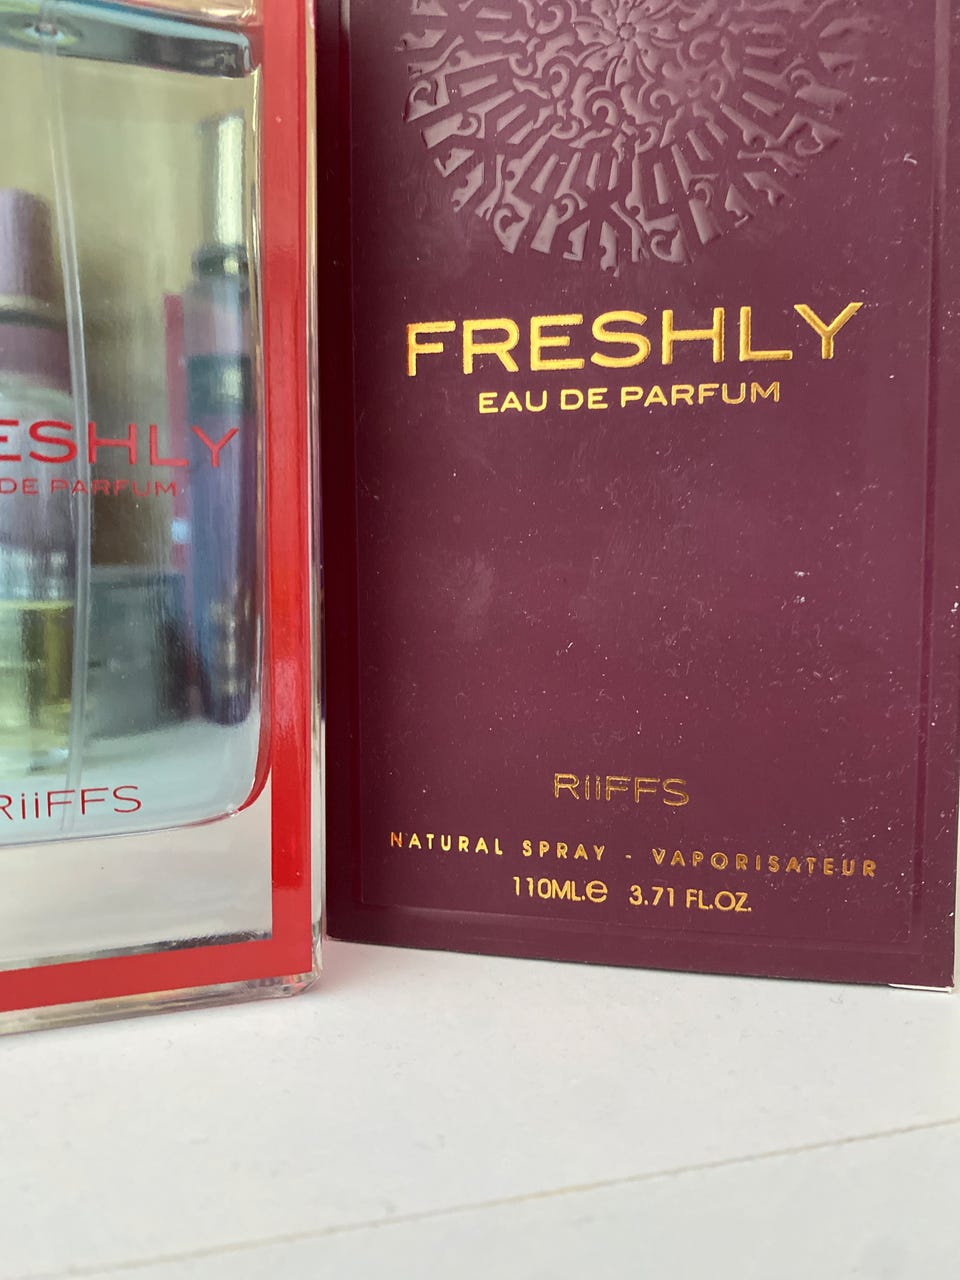 ESHLY
DE PARFUM
RiiFFS
FRESHLY
EAU DE PARFUM
RiiFFS
NATURAL SPRAY - VAPORISATEUR
110ML.e 3.71 FL.OZ.